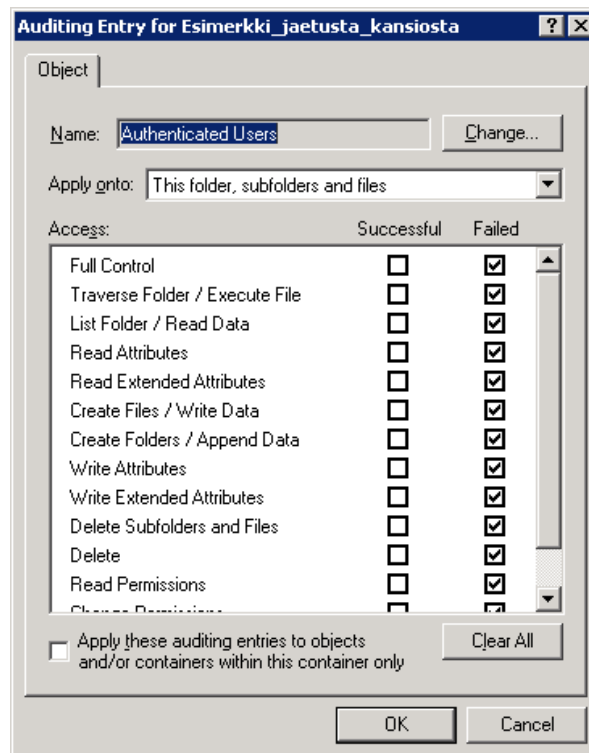 Auditing Entry for Esimerkki_jaetusta_kansiosta
Object
Name: Authenticated Users Change...
Apply onto: This folder, subfolders and files
Access: Successful Failed
Full Control
Traverse Folder / Execute File
List Folder / Read Data
Read Attributes
Read Extended Attributes
Create Files / Write Data
Create Folders / Append Data
Write Attributes
Write Extended Attributes
Delete Subfolders and Files
Delete
Read Permissions
Change Permissions
Apply these auditing entries to objects
and/or containers within this container only
Clear All
OK Cancel